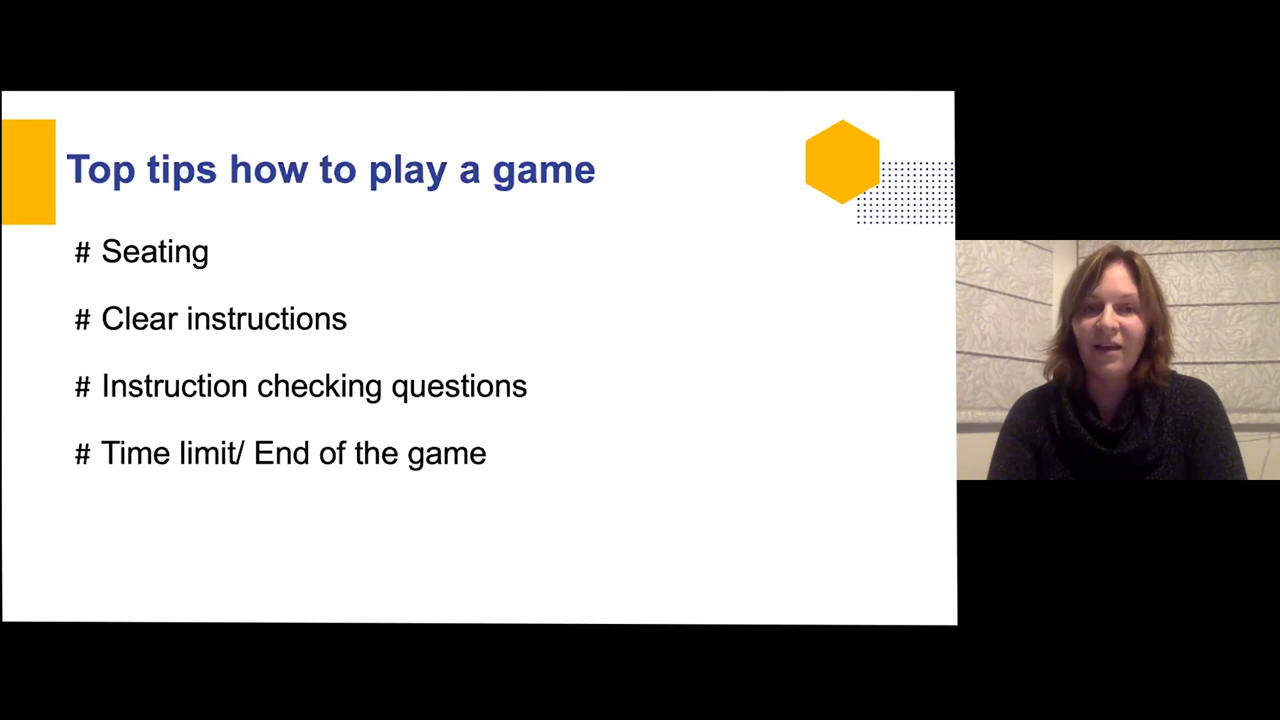 Top tips how to play a game
# Seating
# Clear instructions
# Instruction checking questions
# Time limit/ End of the game